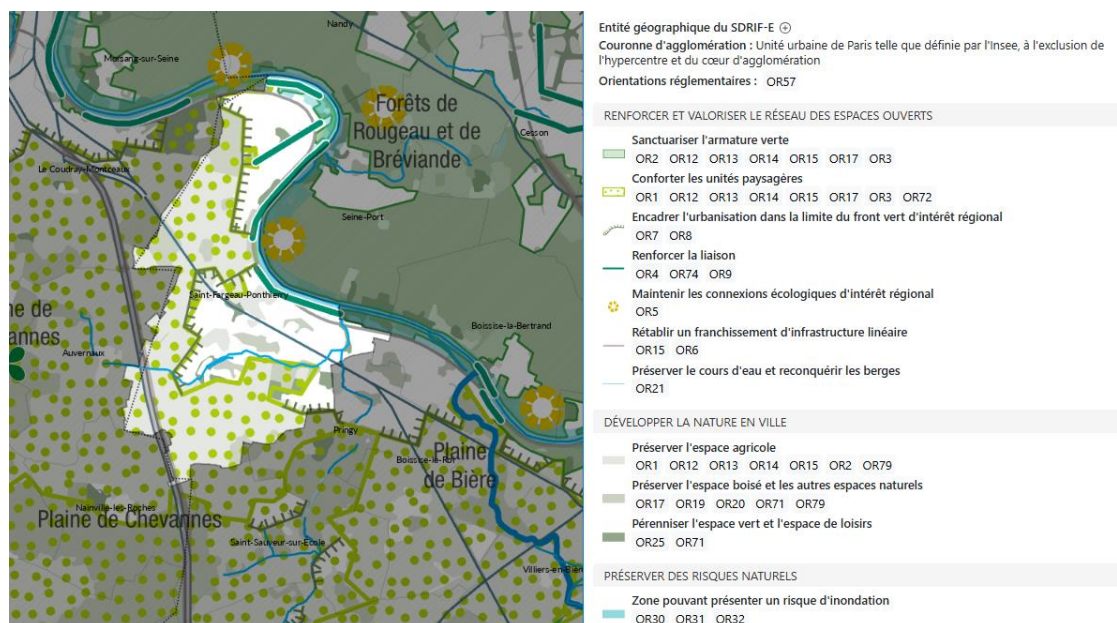 Nandy
Morsang-sur-Seine
Forêts de
Rougeau et de
Bréviande
Cesson
Le Coudray-Montceaux
Seine-Port
Saint-Fargeau-Ponthierry
ne de
annes
Boissise-la-Bertrand
Auvernaux
Pringy
Plaine
de Bière
Boissise-le-Roi
Nainville-les-Roches
Plaine de Chevannes
Saint-Sauveur-sur-École
Villiers-en-Bière
Entité géographique du SDRIF-E
Couronne d'agglomération : Unité urbaine de Paris telle que définie par l'Insee, à l'exclusion de
l'hypercentre et du cœur d'agglomération
Orientations réglementaires : OR57
RENFORCER ET VALORISER LE RÉSEAU DES ESPACES OUVERTS
Sanctuariser l'armature verte
OR2 OR12 OR13 OR14 OR15 OR17 OR3
Conforter les unités paysagères
OR1 OR12 OR13 OR14 OR15 OR17 OR3 OR72
Encadrer l'urbanisation dans la limite du front vert d'intérêt régional
OR7 OR8
Renforcer la liaison
OR4 OR74 OR9
Maintenir les connexions écologiques d'intérêt régional
OR5
Rétablir un franchissement d'infrastructure linéaire
OR15 OR6
Préserver le cours d'eau et reconquérir les berges
OR21
DÉVELOPPER LA NATURE EN VILLE
Préserver l'espace agricole
OR1 OR12 OR13 OR14 OR15 OR2 OR79
Préserver l'espace boisé et les autres espaces naturels
OR17 OR19 OR20 OR71 OR79
Pérenniser l'espace vert et l'espace de loisirs
OR25 OR71
PRÉSERVER DES RISQUES NATURELS
Zone pouvant présenter un risque d'inondation
OR30 OR31 OR32